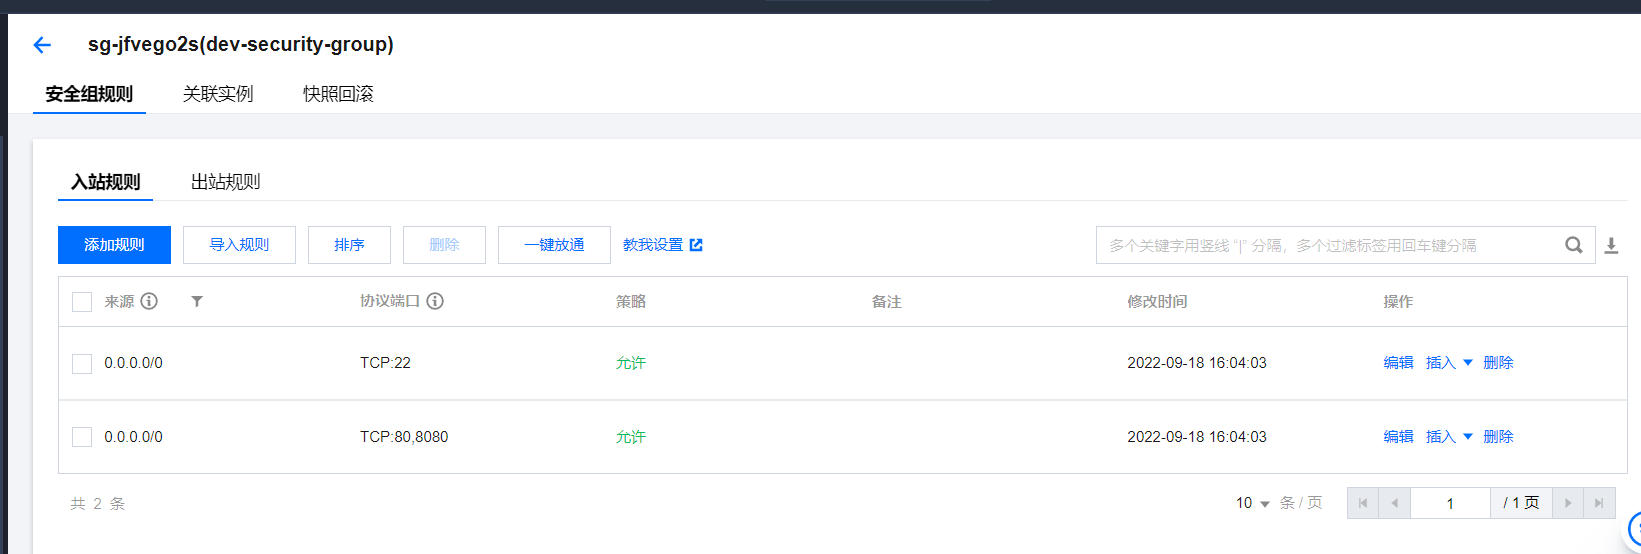 sg-jfvego2s(dev-security-group)
安全组规则 关联实例 快照回滚
入站规则 出站规则
添加规则 导入规则 排序 删除 一键放通 教我设置 多个关键字用竖线 “|” 分隔，多个过滤标签用回车键分隔
来源 协议端口 策略 备注 修改时间 操作
0.0.0.0/0 TCP:22 允许 2022-09-18 16:04:03 编辑 插入 删除
0.0.0.0/0 TCP:80,8080 允许 2022-09-18 16:04:03 编辑 插入 删除
共 2 条 10 条 / 页 1 / 1 页